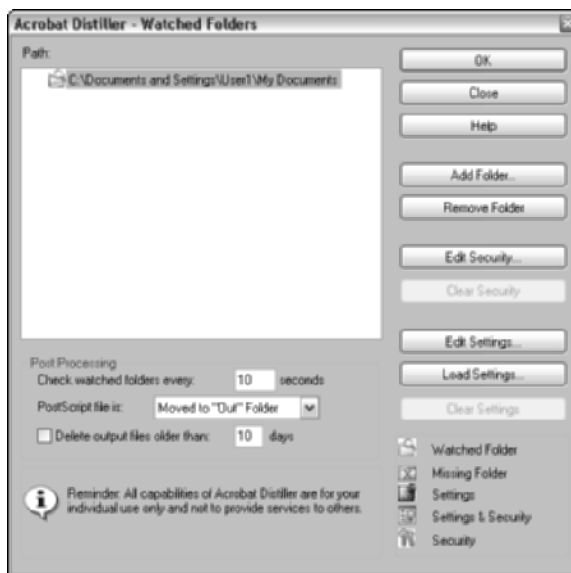 Acrobat Distiller - Watched Folders
Path:
C:\Documents and Settings\User1\My Documents
OK
Close
Help
Add Folder...
Remove Folder
Edit Security...
Clear Security
Edit Settings...
Load Settings...
Clear Settings
Post Processing
Check watched folders every: 10 seconds
PostScript file is: Moved to "Out" Folder
Delete output files older than: 10 days
Reminder: All capabilities of Acrobat Distiller are for your
individual use only and not to provide services to others.
Watched Folder
Missing Folder
Settings
Settings & Security
Security